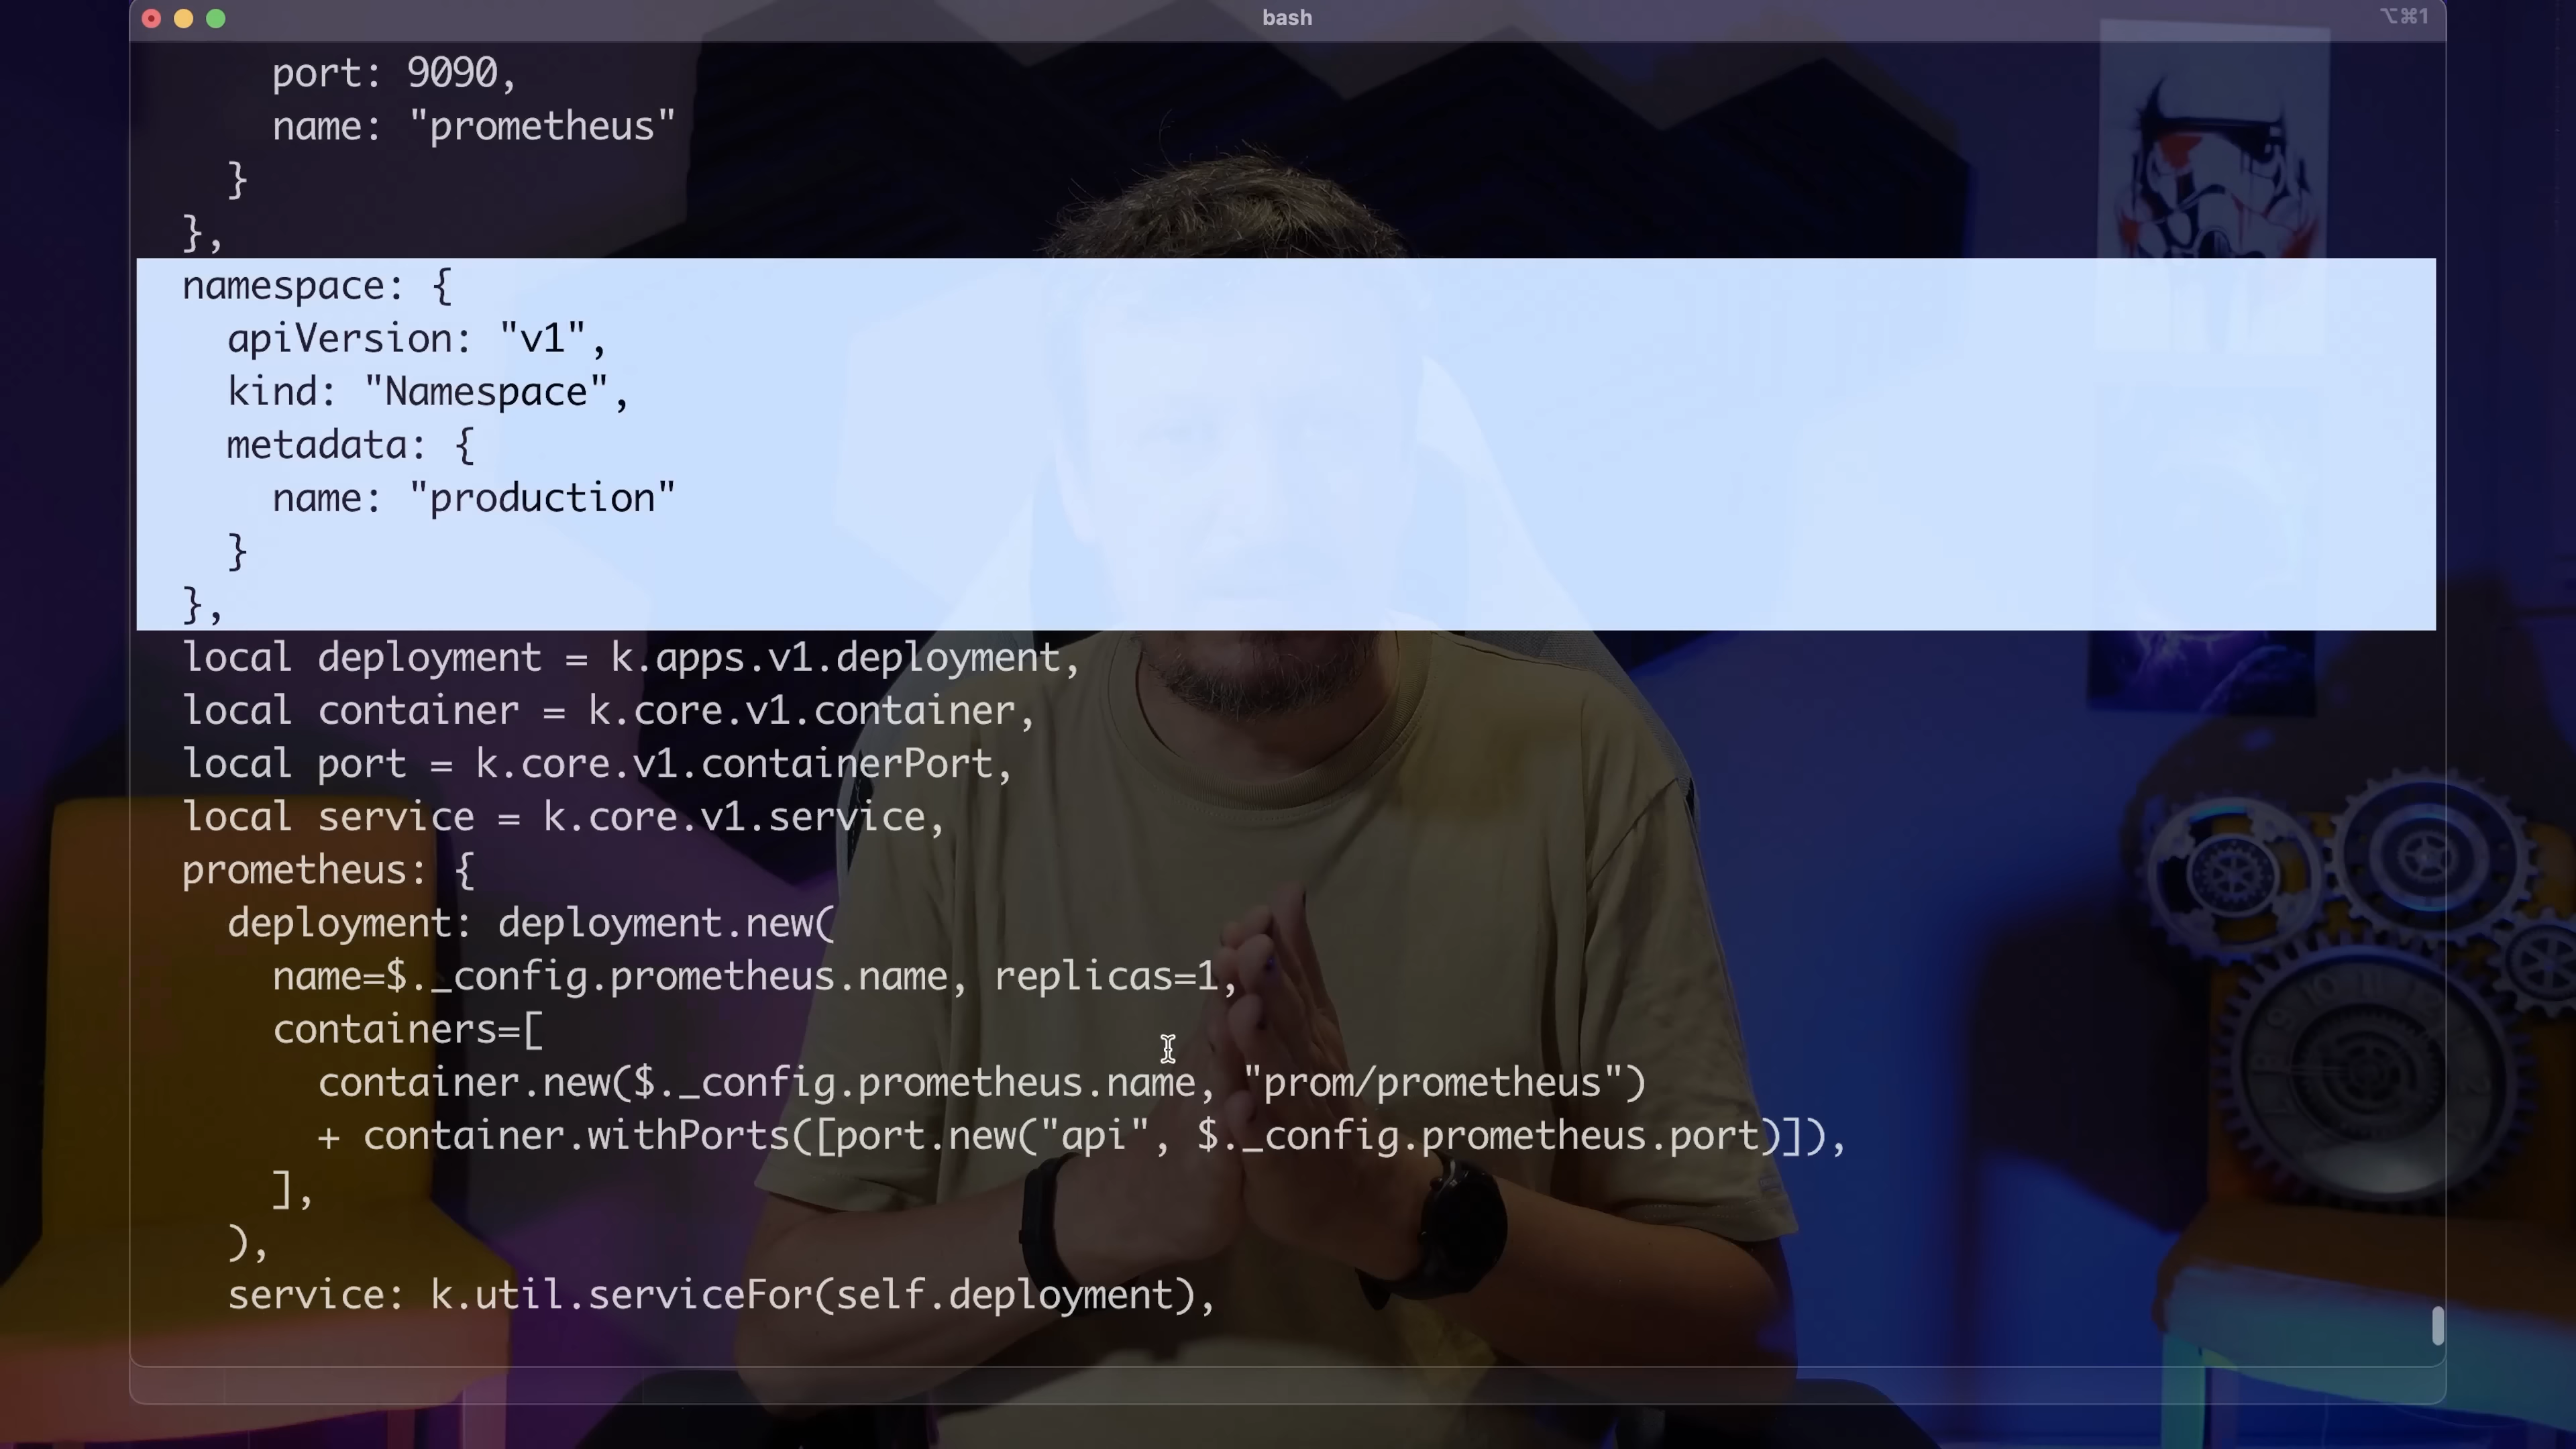 bash
⌥⌘1
port: 9090,
name: "prometheus"
}
},
namespace: {
apiVersion: "v1",
kind: "Namespace",
metadata: {
name: "production"
}
},
local deployment = k.apps.v1.deployment,
local container = k.core.v1.container,
local port = k.core.v1.containerPort,
local service = k.core.v1.service,
prometheus: {
deployment: deployment.new(
name=$._config.prometheus.name, replicas=1,
containers=[
container.new($._config.prometheus.name, "prom/prometheus")
+ container.withPorts([port.new("api", $._config.prometheus.port)]),
],
),
service: k.util.serviceFor(self.deployment),